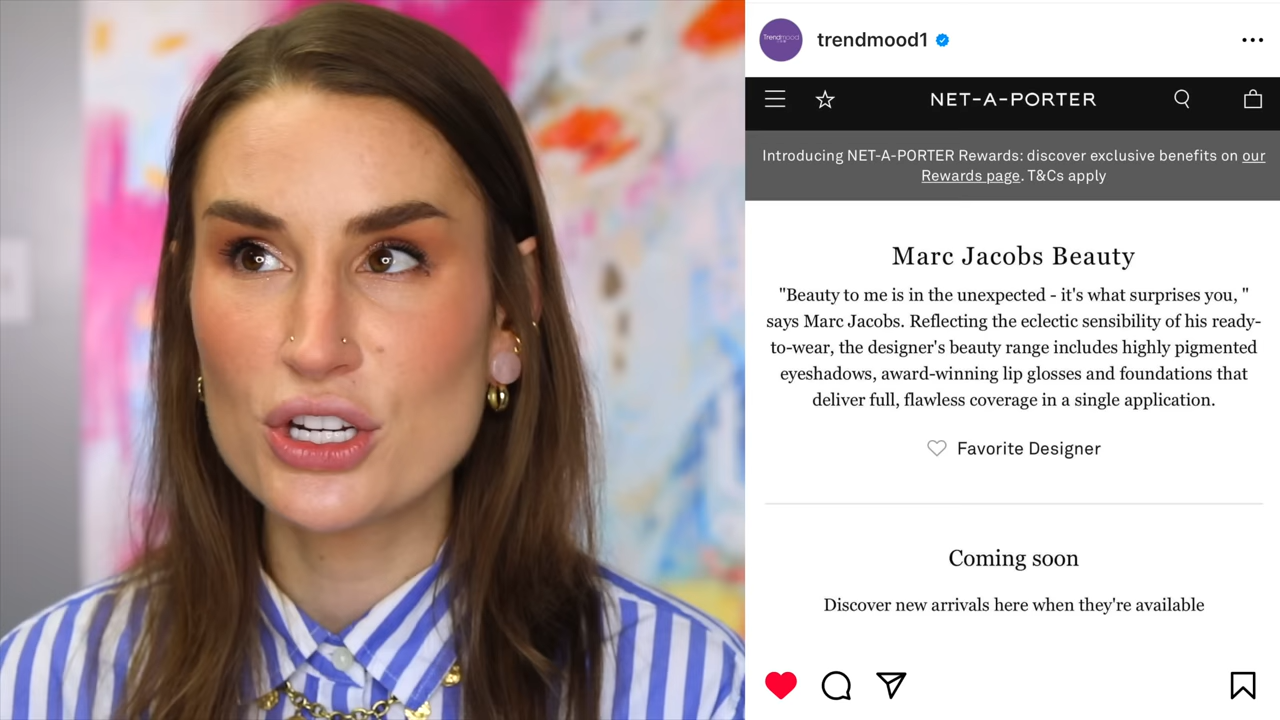 trendmood1
Trendmood
NET-A-PORTER
Introducing NET-A-PORTER Rewards: discover exclusive benefits on our
Rewards page. T&Cs apply
Marc Jacobs Beauty
"Beauty to me is in the unexpected - it's what surprises you, "
says Marc Jacobs. Reflecting the eclectic sensibility of his ready-
to-wear, the designer's beauty range includes highly pigmented
eyeshadows, award-winning lip glosses and foundations that
deliver full, flawless coverage in a single application.
Favorite Designer
Coming soon
Discover new arrivals here when they're available